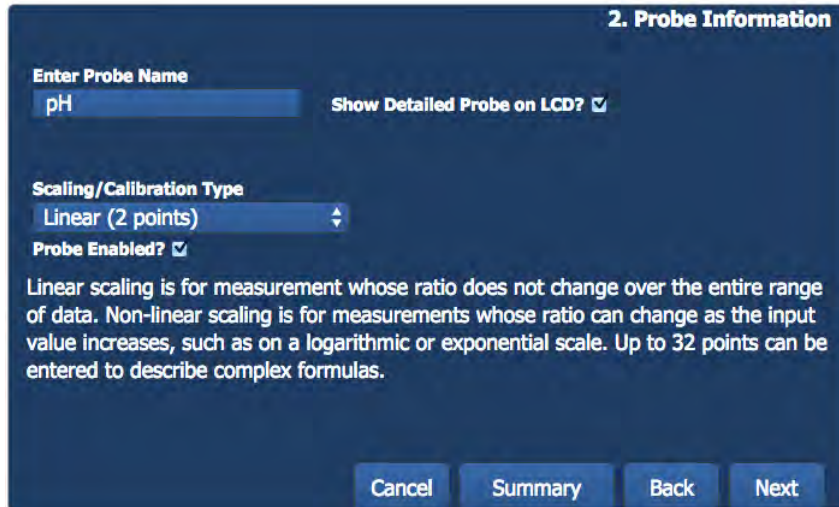 2. Probe Information
Enter Probe Name
pH
Show Detailed Probe on LCD?
Scaling/Calibration Type
Linear (2 points)
Probe Enabled?
Linear scaling is for measurement whose ratio does not change over the entire range
of data. Non-linear scaling is for measurements whose ratio can change as the input
value increases, such as on a logarithmic or exponential scale. Up to 32 points can be
entered to describe complex formulas.
Cancel Summary Back Next